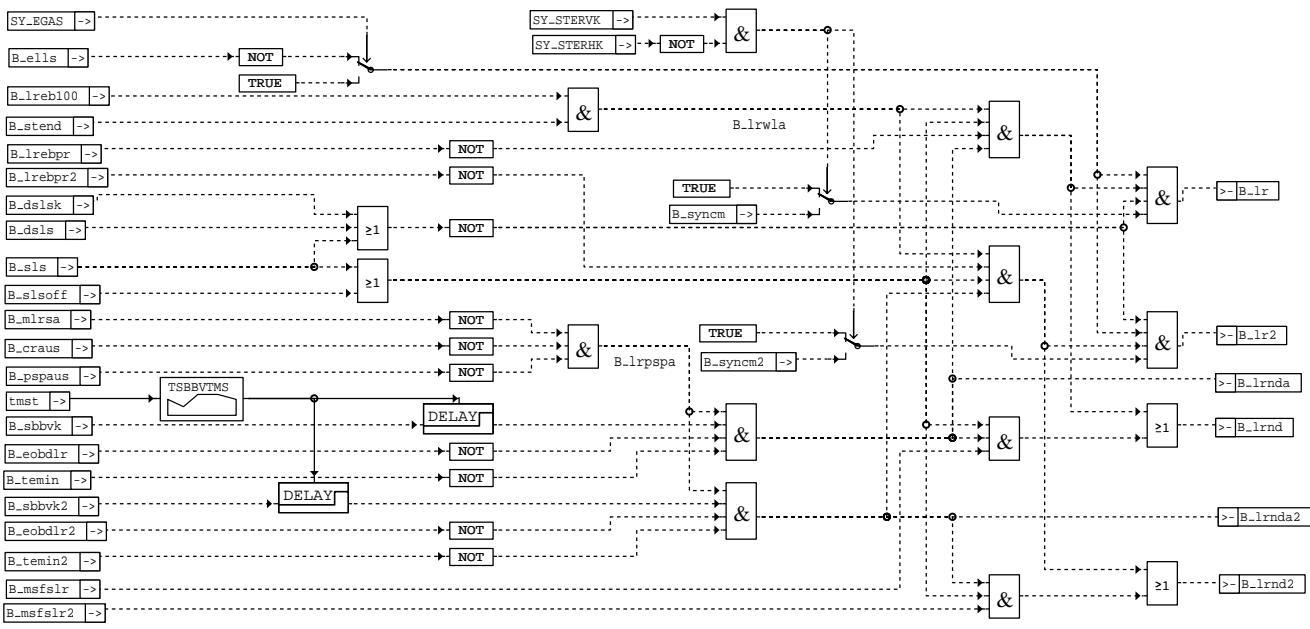 SY_EGAS ->
SY_STERVK ->
&
B_ells ->
NOT
SY_STERHK ->
NOT
TRUE
B_lreb100 ->
&
B_lrwla
&
B_stend ->
B_lrebpr ->
NOT
B_lrebpr2 ->
NOT
TRUE
&
>- B_lr
B_dslsk ->
B_syncm ->
B_dsls ->
≥1
NOT
B_sls ->
≥1
&
B_slsoff ->
B_mlrsa ->
NOT
TRUE
&
>- B_lr2
B_craus ->
NOT
&
B_lrpspa
B_syncm2 ->
B_pspaus ->
NOT
>- B_lrnda
TSBBVTMS
tmst ->
DELAY
B_sbbvk ->
&
&
≥1
>- B_lrnd
B_eobdlr ->
NOT
B_temin ->
NOT
DELAY
B_sbbvk2 ->
&
>- B_lrnda2
B_eobdlr2 ->
NOT
B_temin2 ->
NOT
B_msfslr ->
&
≥1
>- B_lrnd2
B_msfslr2 ->